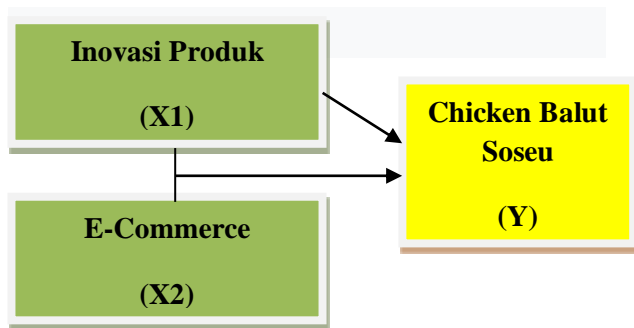 Inovasi Produk
(X1)
Chicken Balut
Soseu
(Y)
E-Commerce
(X2)